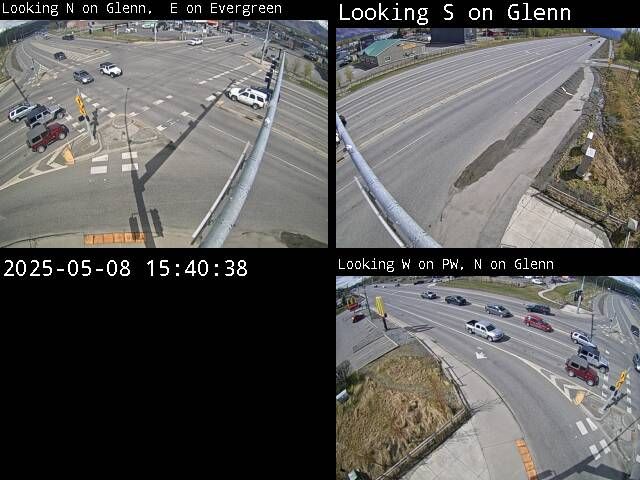 Looking N on Glenn,  E on Evergreen
Looking S on Glenn
2025-05-08 15:40:38
Looking W on PW, N on Glenn